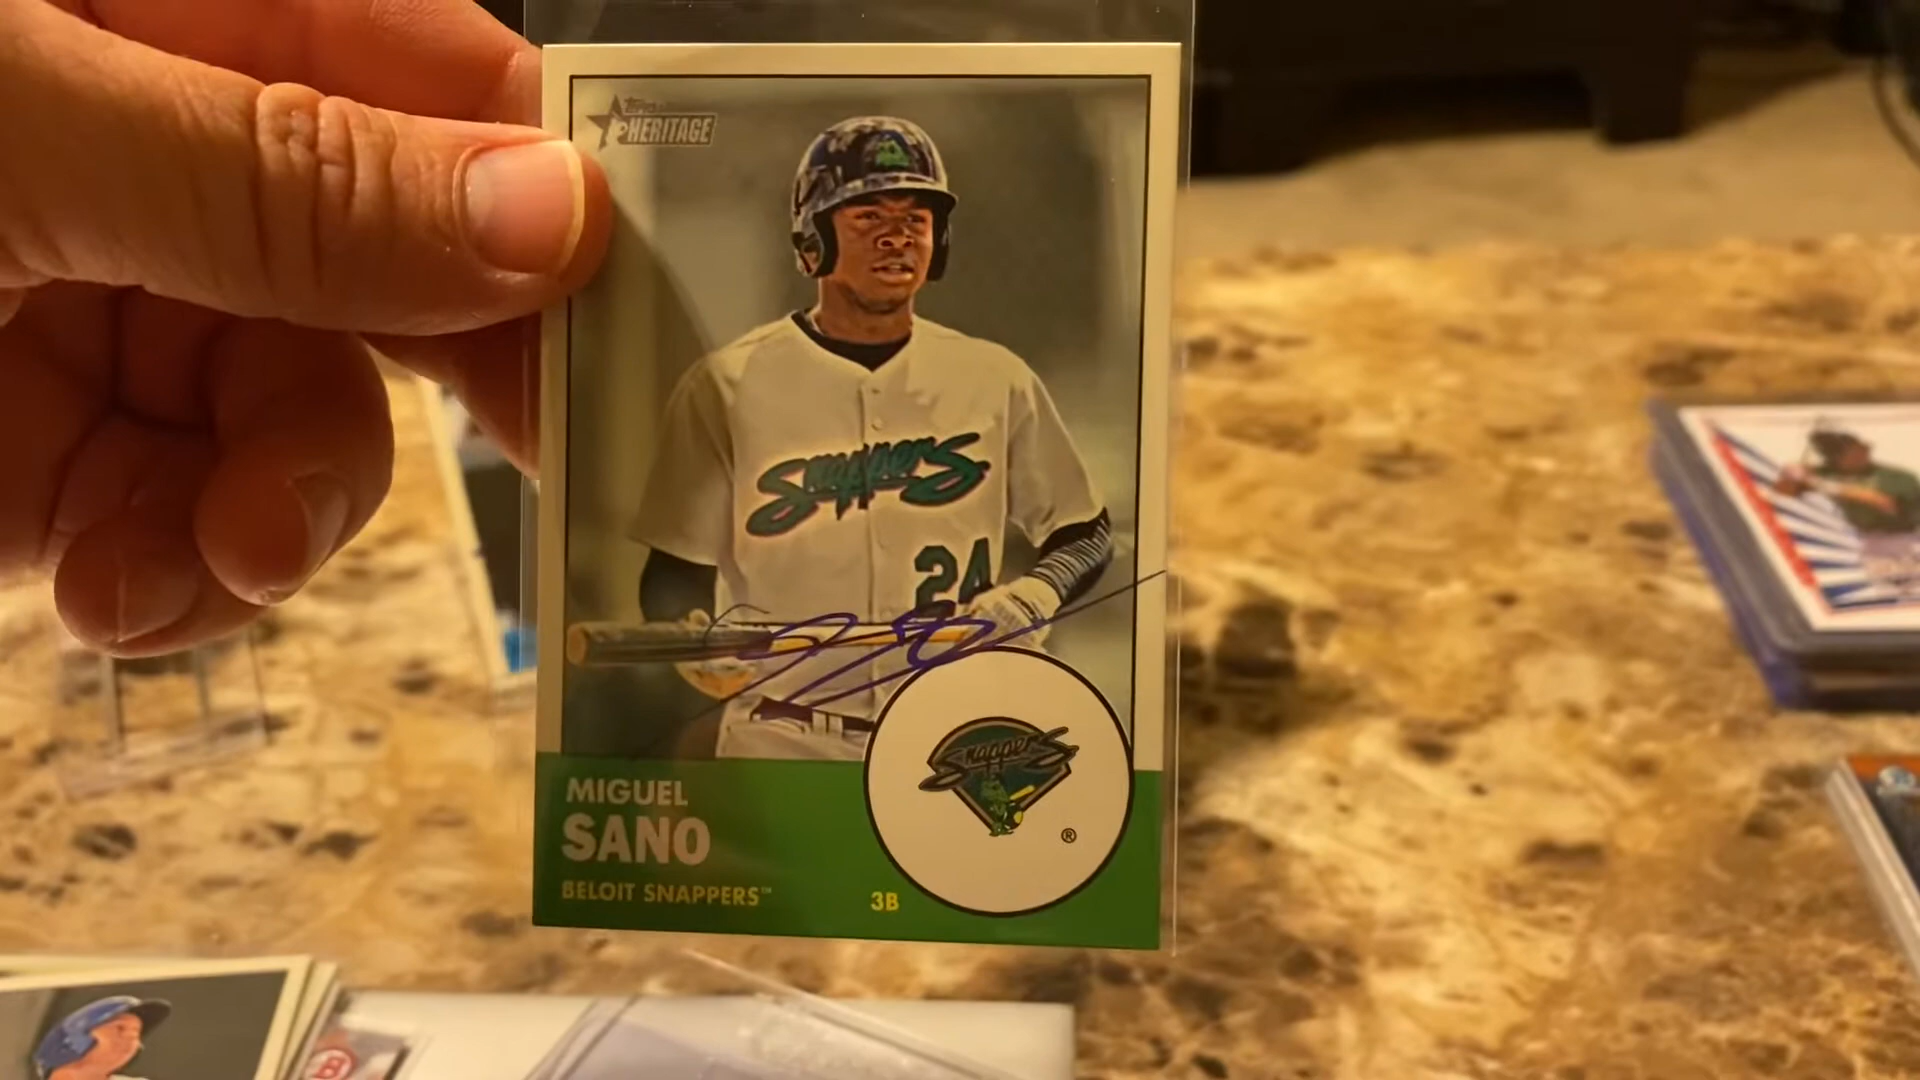 TOPPS
HERITAGE
Snappers
24
Snappers
®
MIGUEL
SANO
BELOIT SNAPPERS™
3B
B